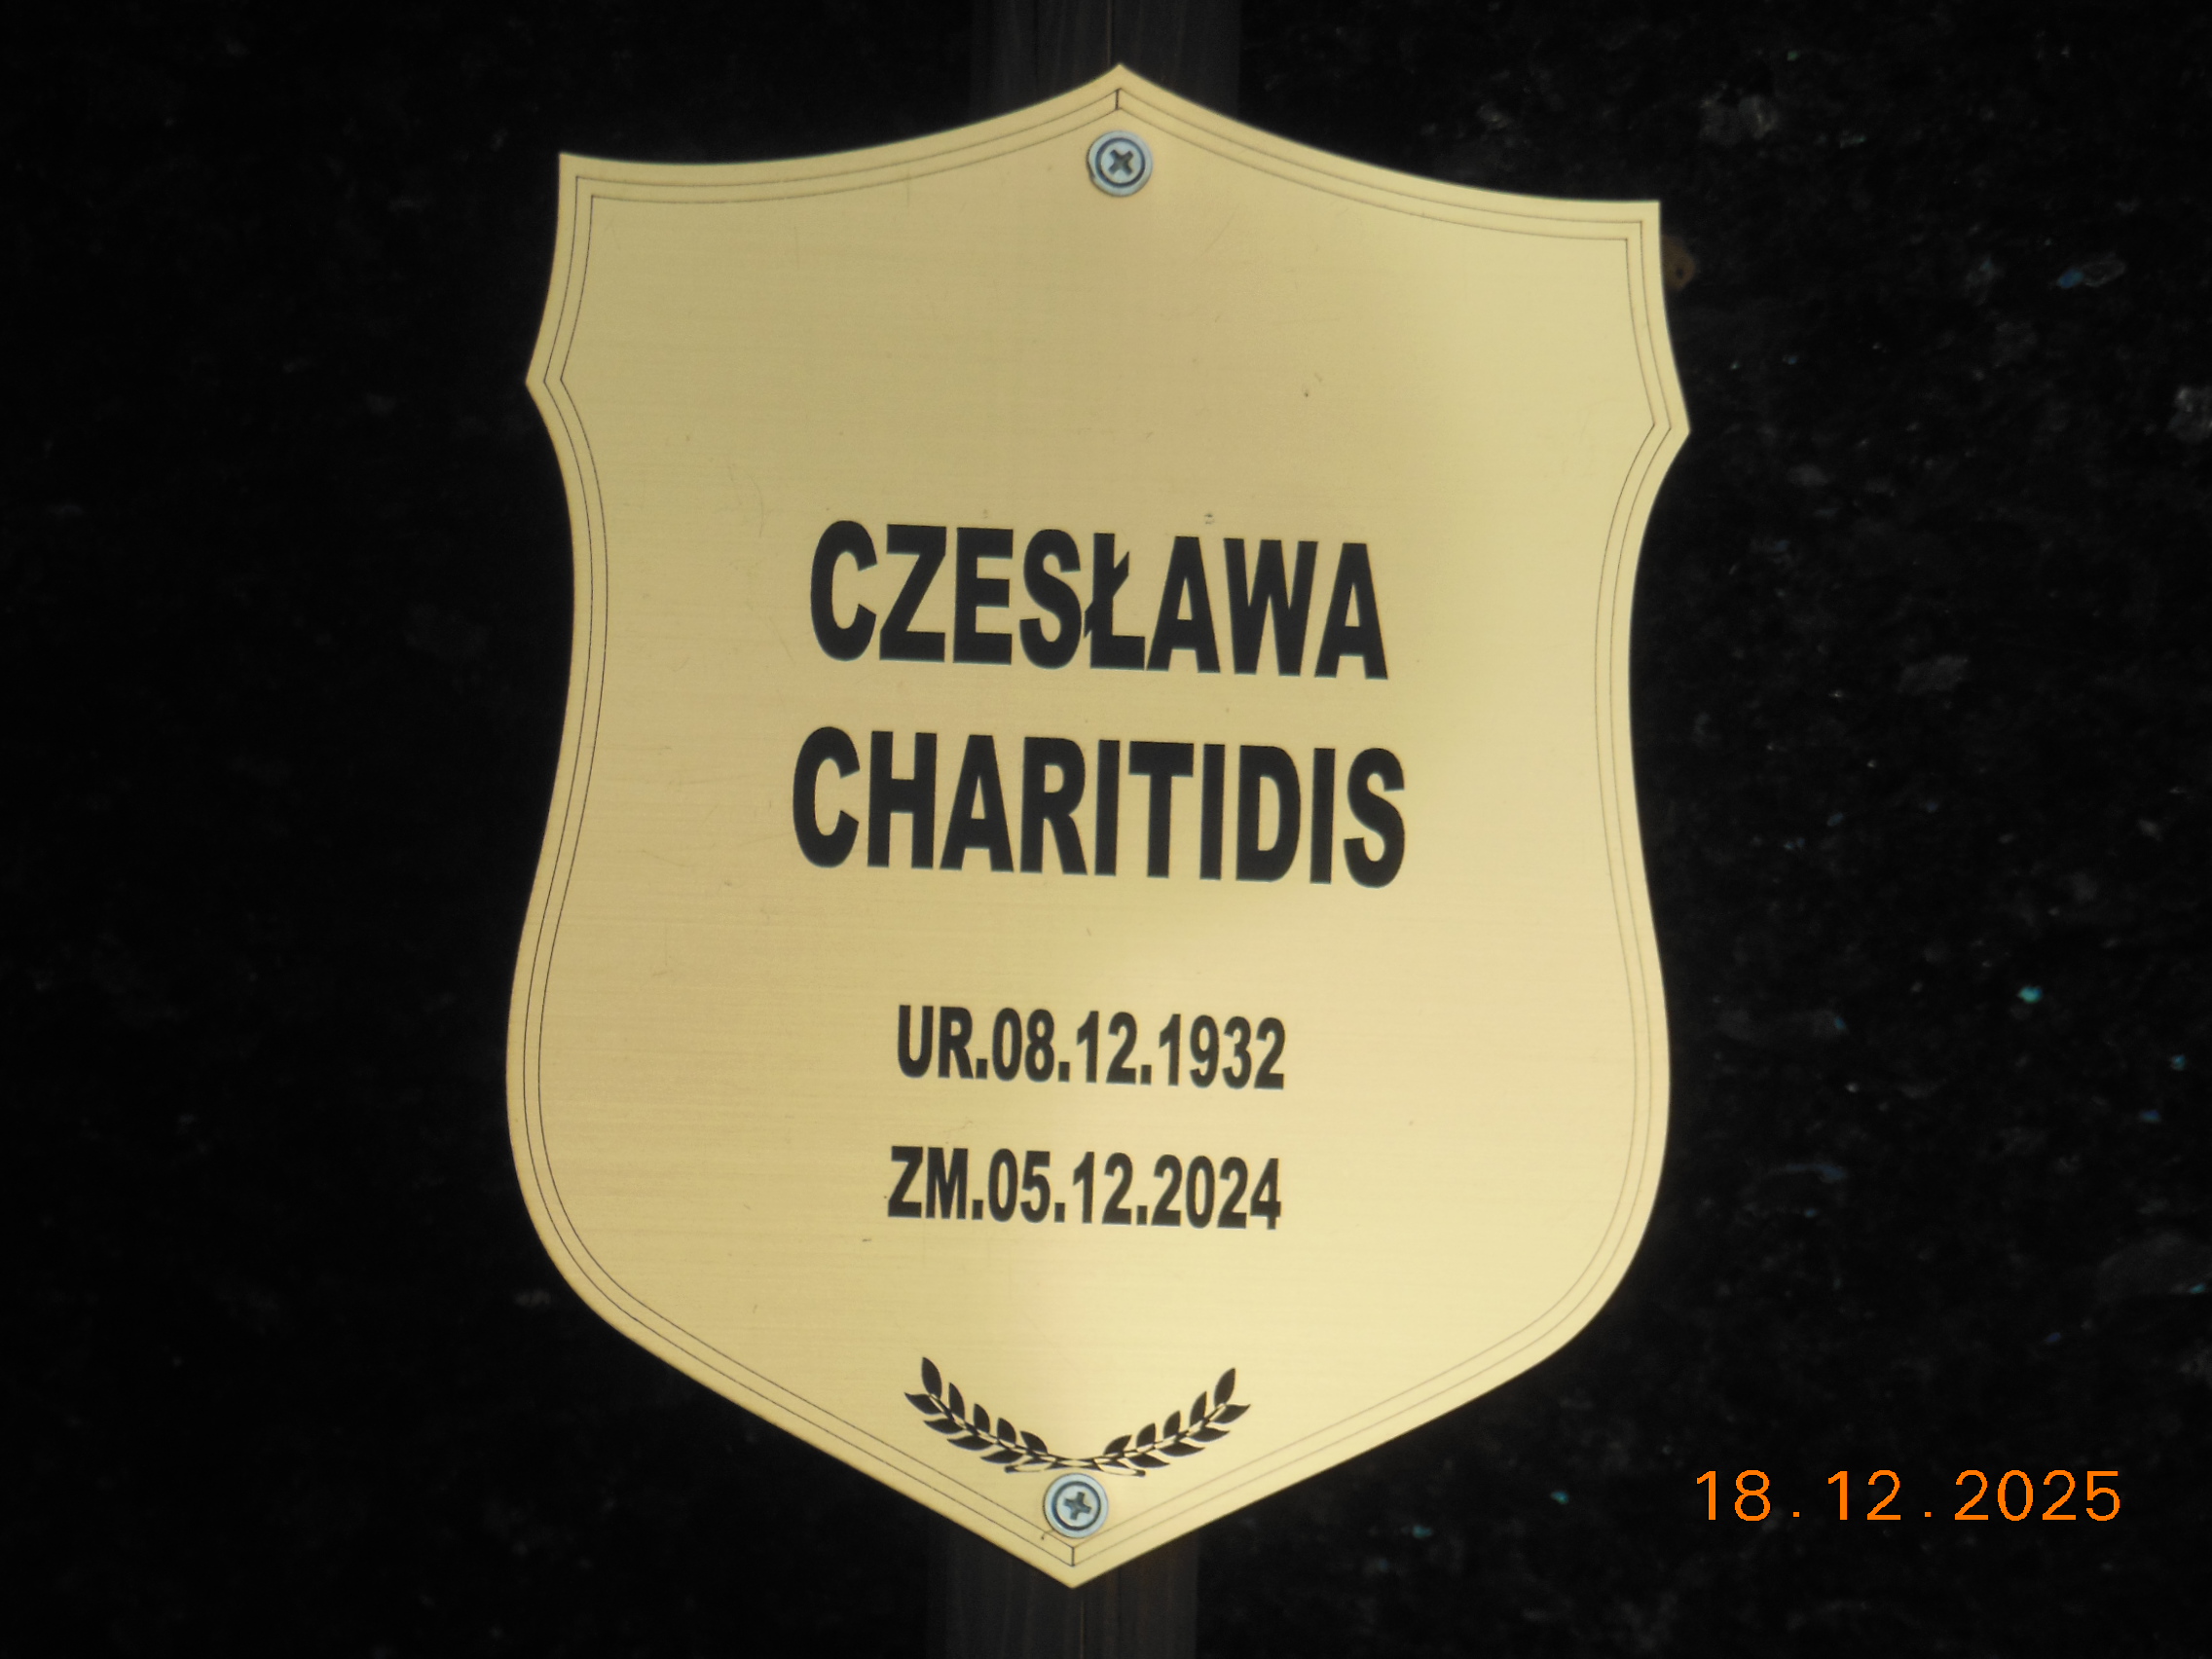 CZESŁAWA
CHARITIDIS
UR.08.12.1932
ZM.05.12.2024
18.12.2025